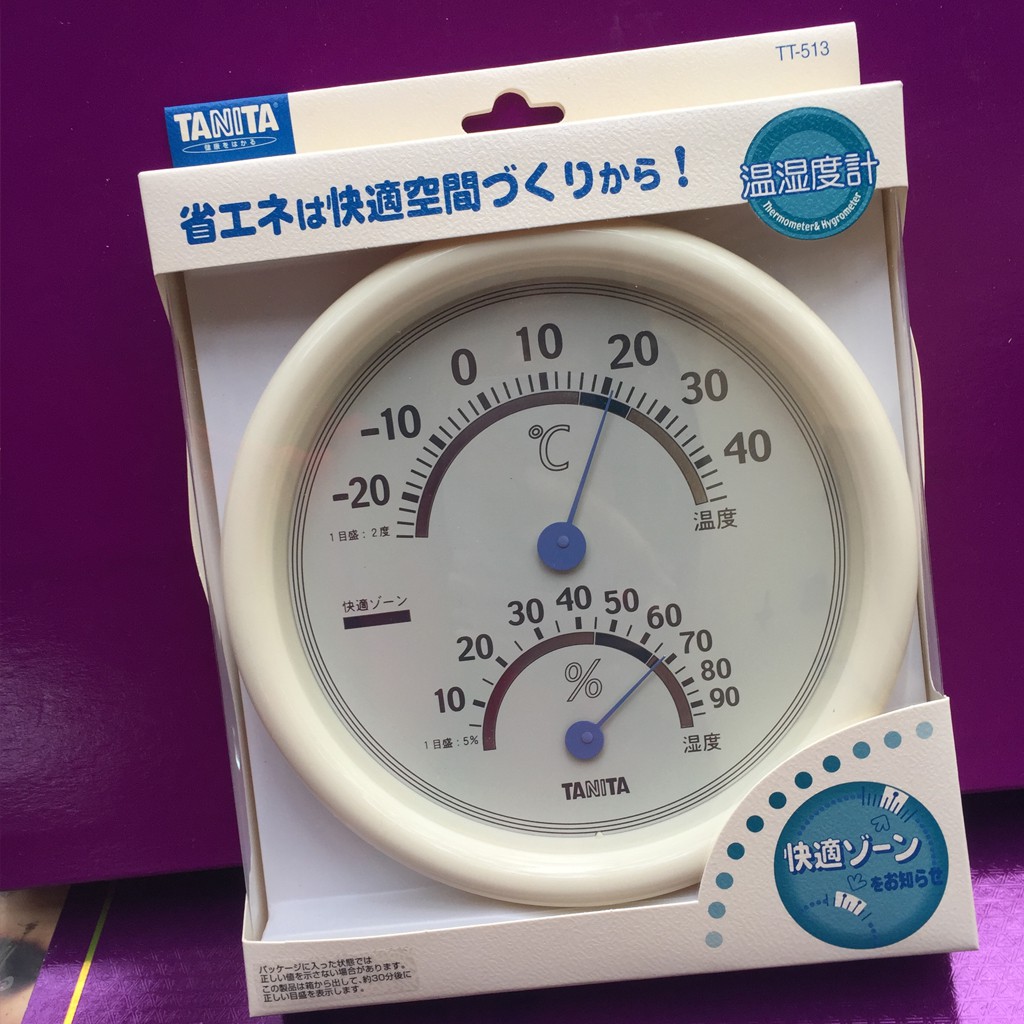 TT-513
TANITA
健康をはかる
省エネは快適空間づくりから！
温湿度計
Thermometer& Hygrometer
-20 -10 0 10 20 30 40
℃
1目盛：2度
温度
快適ゾーン
10 20 30 40 50 60 70 80 90
%
1目盛：5%
湿度
TANITA
快適ゾーン
をお知らせ
パッケージに入った状態では
正しい値を示さない場合があります。
この製品は箱から出して、約30分後に
正しい目盛を表示します。